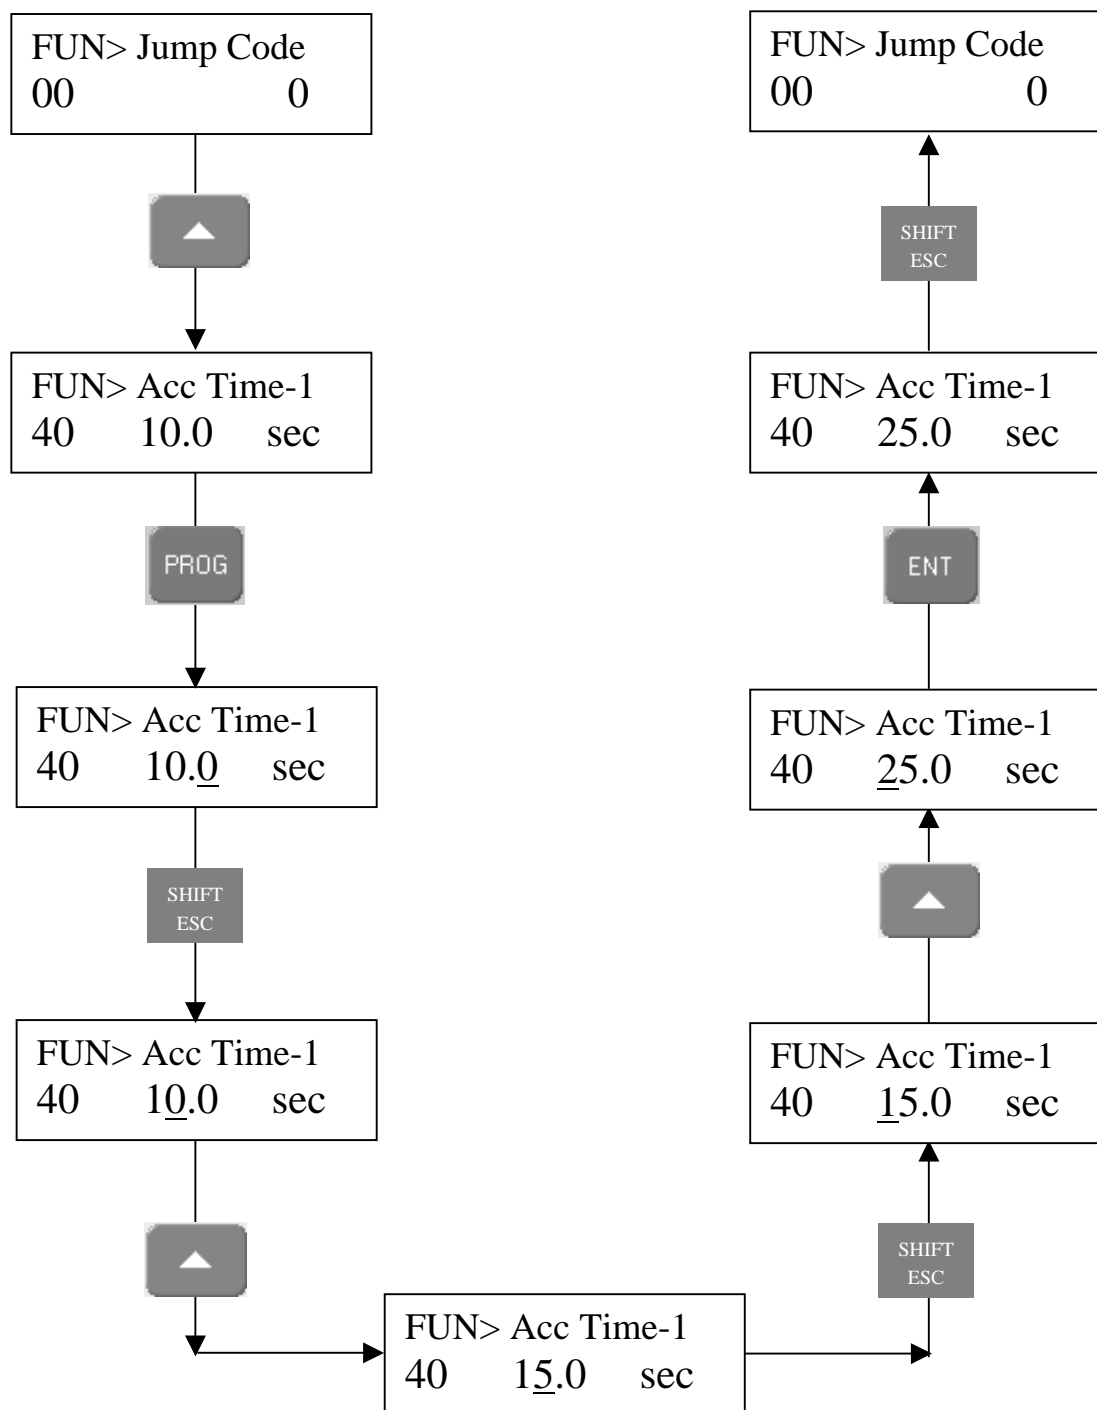 FUN> Jump Code
00 0
FUN> Acc Time-1
40 10.0 sec
PROG
FUN> Acc Time-1
40 10.0 sec
SHIFT
ESC
FUN> Acc Time-1
40 10.0 sec
FUN> Acc Time-1
40 15.0 sec
SHIFT
ESC
FUN> Acc Time-1
40 15.0 sec
FUN> Acc Time-1
40 25.0 sec
ENT
FUN> Acc Time-1
40 25.0 sec
SHIFT
ESC
FUN> Jump Code
00 0